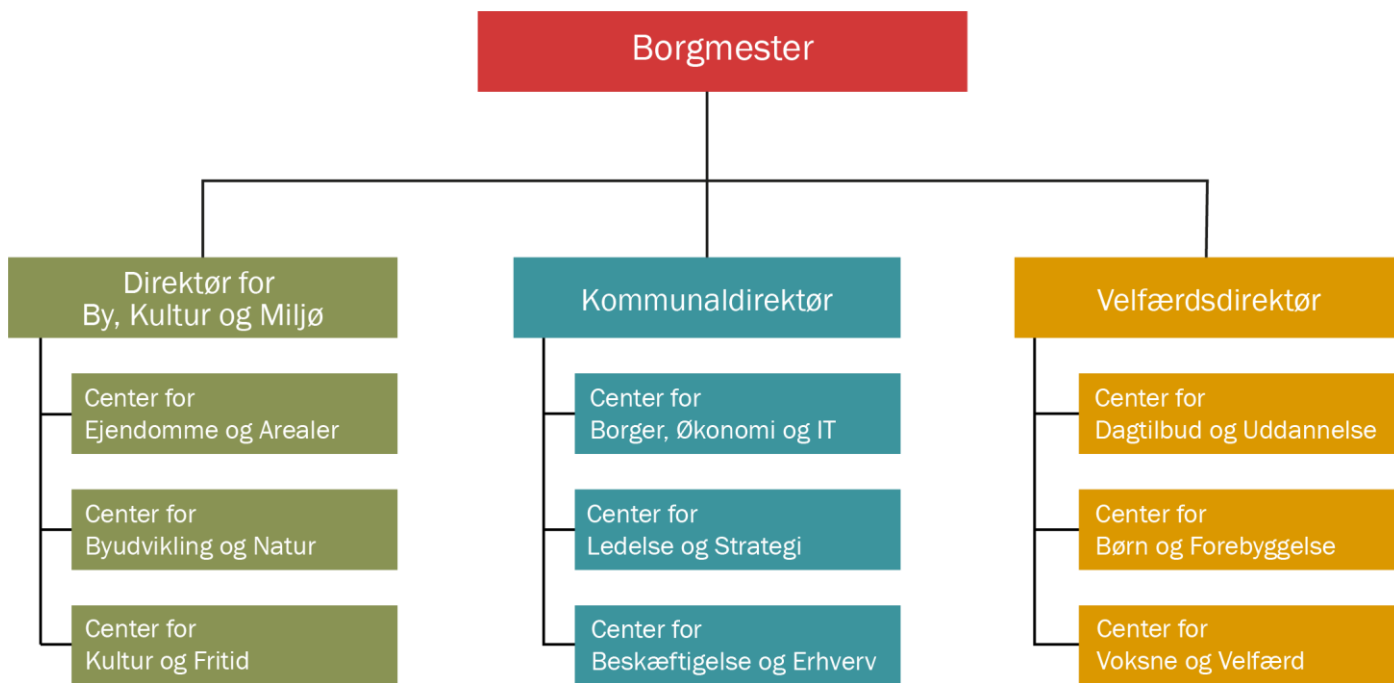 Borgmester
Direktør for
By, Kultur og Miljø
Center for
Ejendomme og Arealer
Center for
Byudvikling og Natur
Center for
Kultur og Fritid
Kommunaldirektør
Center for
Borger, Økonomi og IT
Center for
Ledelse og Strategi
Center for
Beskæftigelse og Erhverv
Velfærdsdirektør
Center for
Dagtilbud og Uddannelse
Center for
Børn og Forebyggelse
Center for
Voksne og Velfærd